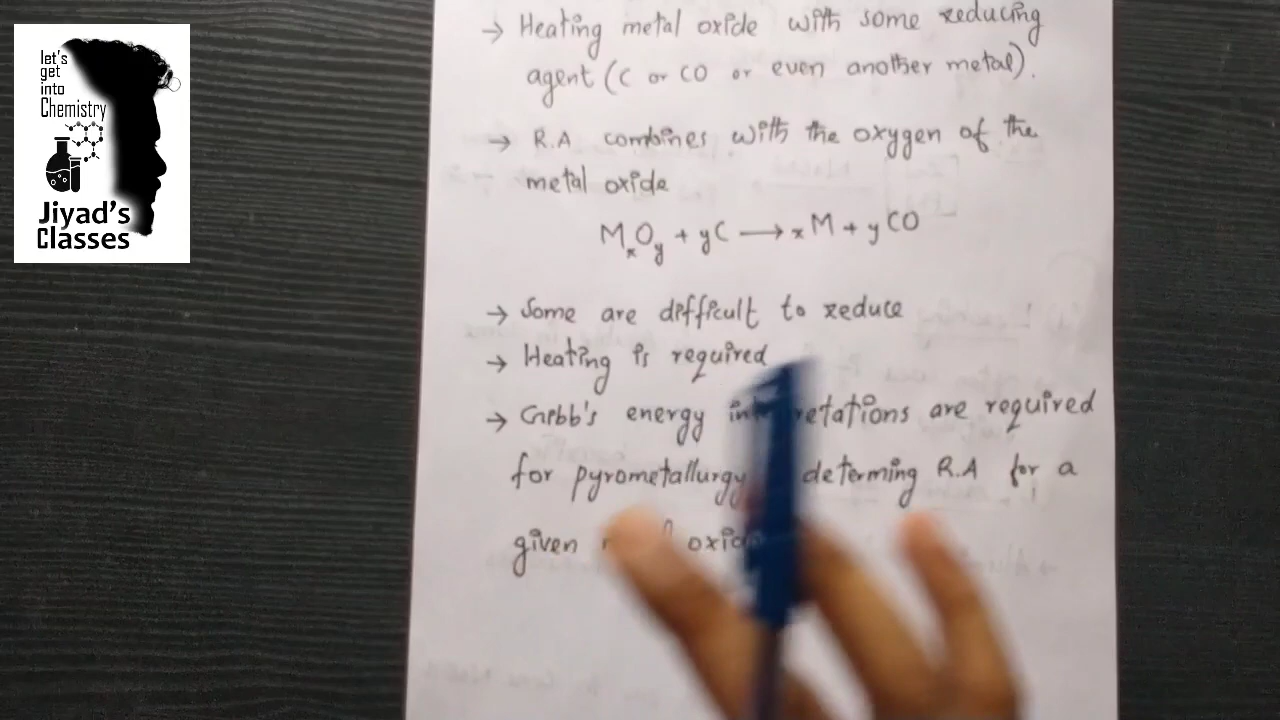 let's
get
into
Chemistry
Jiyad's
Classes
→ Heating metal oxide with some reducing
agent (C or CO or even another metal).
→ R.A combines with the oxygen of the
metal oxide
MxOy + yC ⟶ xM + yCO
→ Some are difficult to reduce
→ Heating is required
→ Gibb's energy are required
for pyrometallurgy determing R.A for a
given